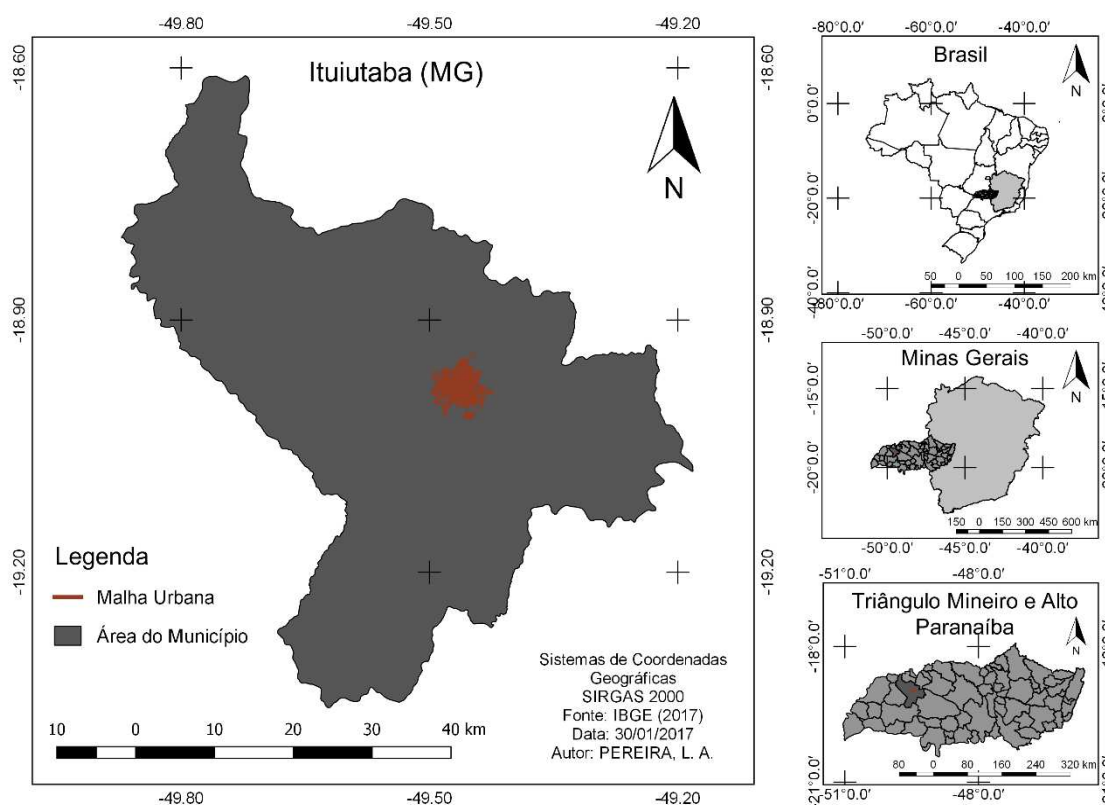 -49.80 -49.50 -49.20
-18.60 -18.60
Ituiutaba (MG)
N
-18.90 -18.90
-19.20 -19.20
Legenda
Malha Urbana
Área do Município
Sistemas de Coordenadas
Geográficas
SIRGAS 2000
Fonte: IBGE (2017)
Data: 30/01/2017
Autor: PEREIRA, L. A.
10 0 10 20 30 40 km
-49.80 -49.50 -49.20
-80°0.0' -60°0.0' -40°0.0'
Brasil
N
0°0.0'
-20°0.0'
-40°0.0'
50 0 50 100 150 200 km
-80°0.0' -60°0.0' -40°0.0'
-50°0.0' -45°0.0' -40°0.0'
Minas Gerais
N
-15°0.0'
-20°0.0'
150 0 150 300 450 600 km
-50°0.0' -45°0.0' -40°0.0'
-51°0.0' -48°0.0'
Triângulo Mineiro e Alto
Paranaíba
N
-18°0.0'
-21°0.0'
80 0 80 160 240 320 km
-51°0.0' -48°0.0'